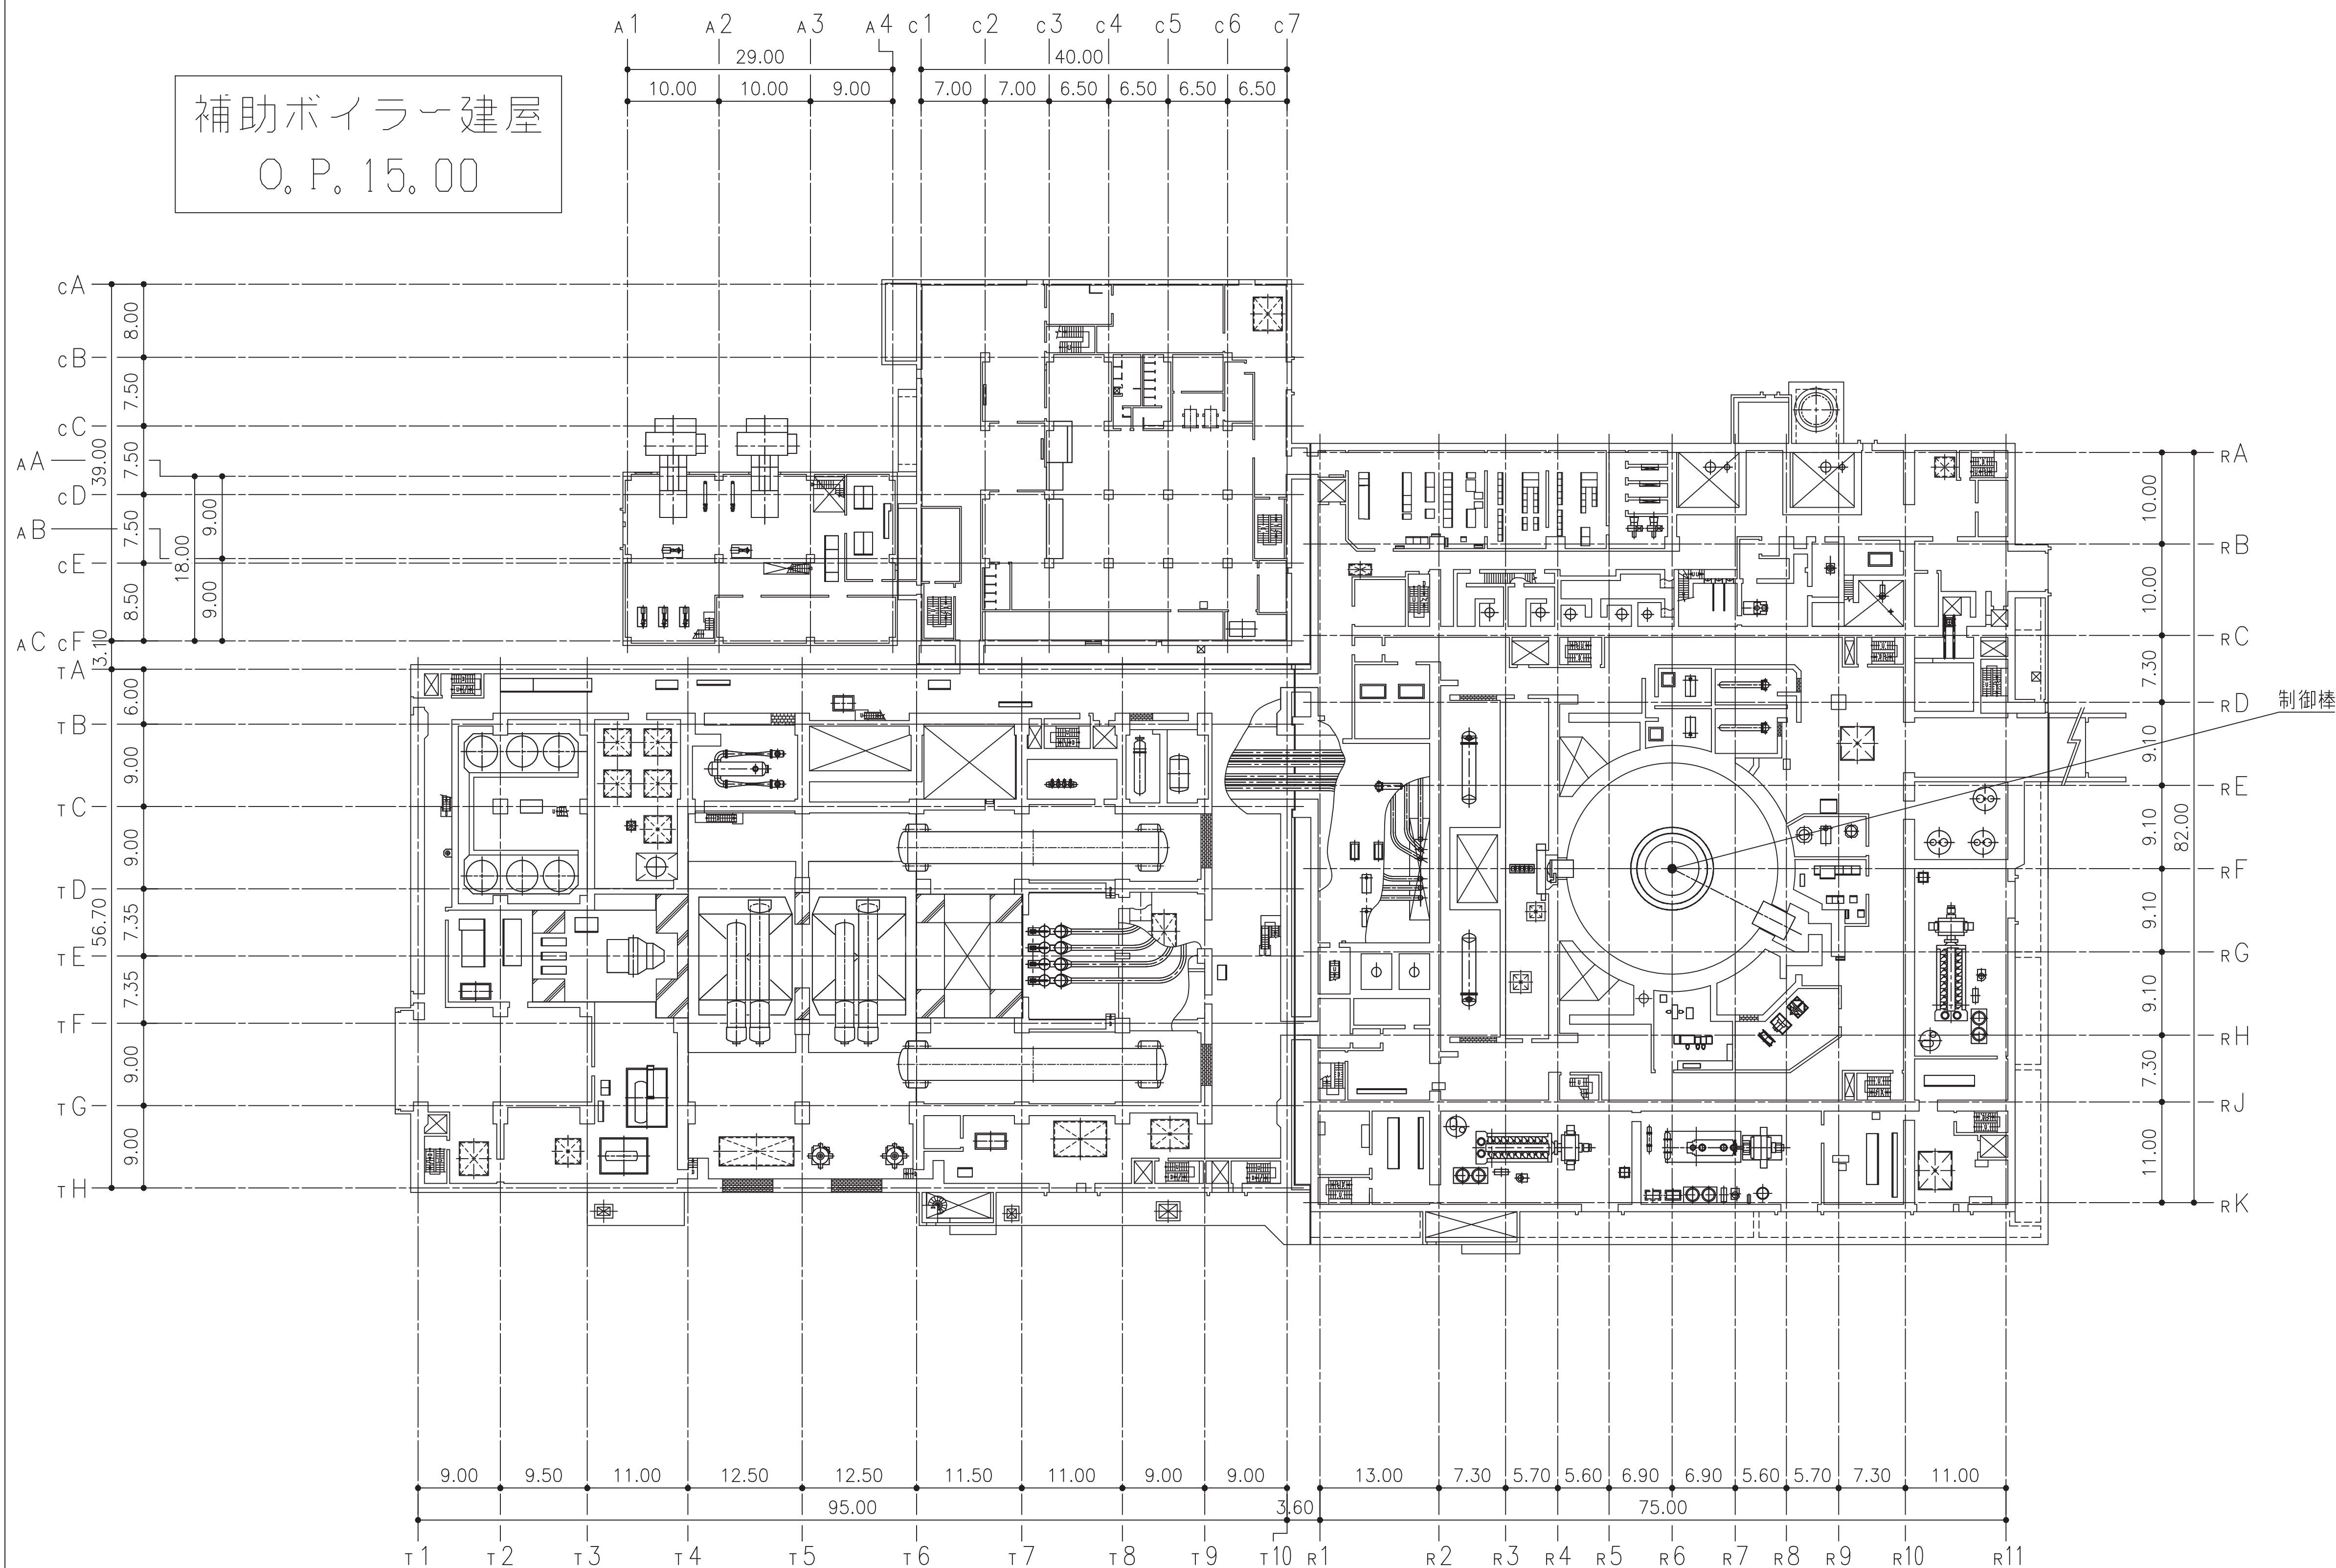 A1 A2 A3 A4 C1 C2 C3 C4 C5 C6 C7
29.00 40.00
10.00 10.00 9.00 7.00 7.00 6.50 6.50 6.50 6.50
補助ボイラー建屋
O.P.15.00
CA
8.00
CB
7.50
CC
39.00
7.50
AA
CD
7.50
AB
CE
18.00
9.00
9.00
8.50
AC CF
3.10
TA
6.00
TB
9.00
TC
9.00
TD
56.70
7.35
TE
7.35
TF
9.00
TG
9.00
TH
RA
10.00
RB
10.00
RC
7.30
RD
制御棒
9.10
RE
82.00
9.10
RF
9.10
RG
9.10
RH
7.30
RJ
11.00
RK
9.00 9.50 11.00 12.50 12.50 11.50 11.00 9.00 9.00 13.00 7.30 5.70 5.60 6.90 6.90 5.60 5.70 7.30 11.00
95.00 3.60 75.00
T1 T2 T3 T4 T5 T6 T7 T8 T9 T10 R1 R2 R3 R4 R5 R6 R7 R8 R9 R10 R11